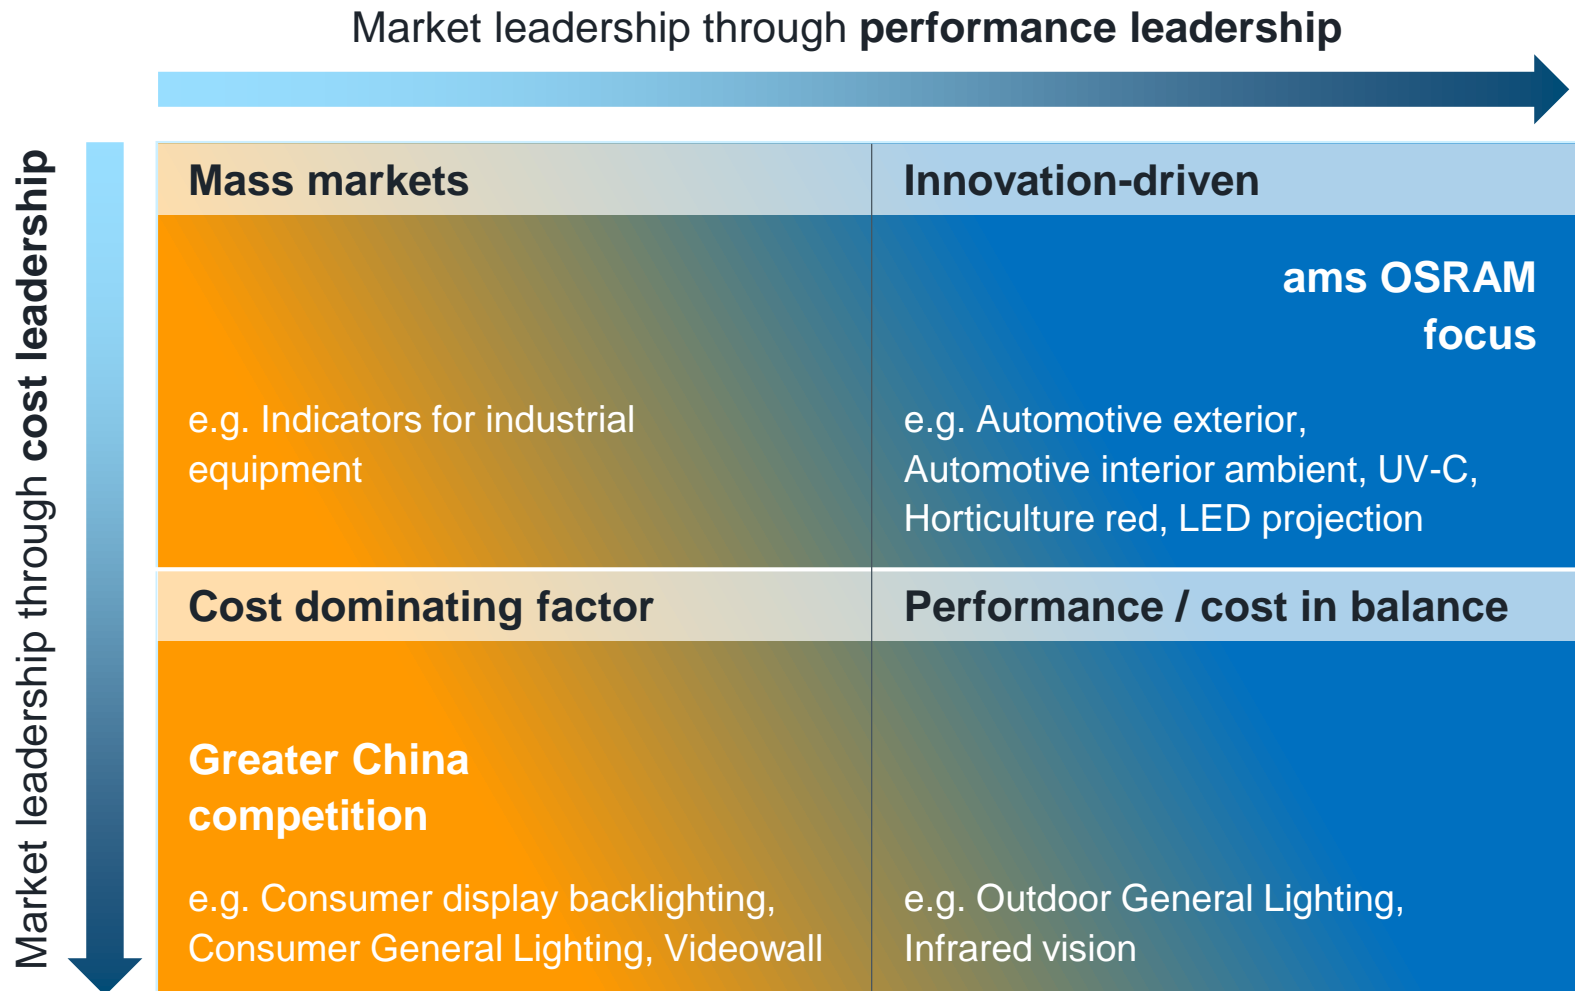 Market leadership through performance leadership
Market leadership through cost leadership
Mass markets
Innovation-driven
ams OSRAM
focus
e.g. Indicators for industrial
equipment
e.g. Automotive exterior,
Automotive interior ambient, UV-C,
Horticulture red, LED projection
Cost dominating factor
Performance / cost in balance
Greater China
competition
e.g. Consumer display backlighting,
Consumer General Lighting, Videowall
e.g. Outdoor General Lighting,
Infrared vision